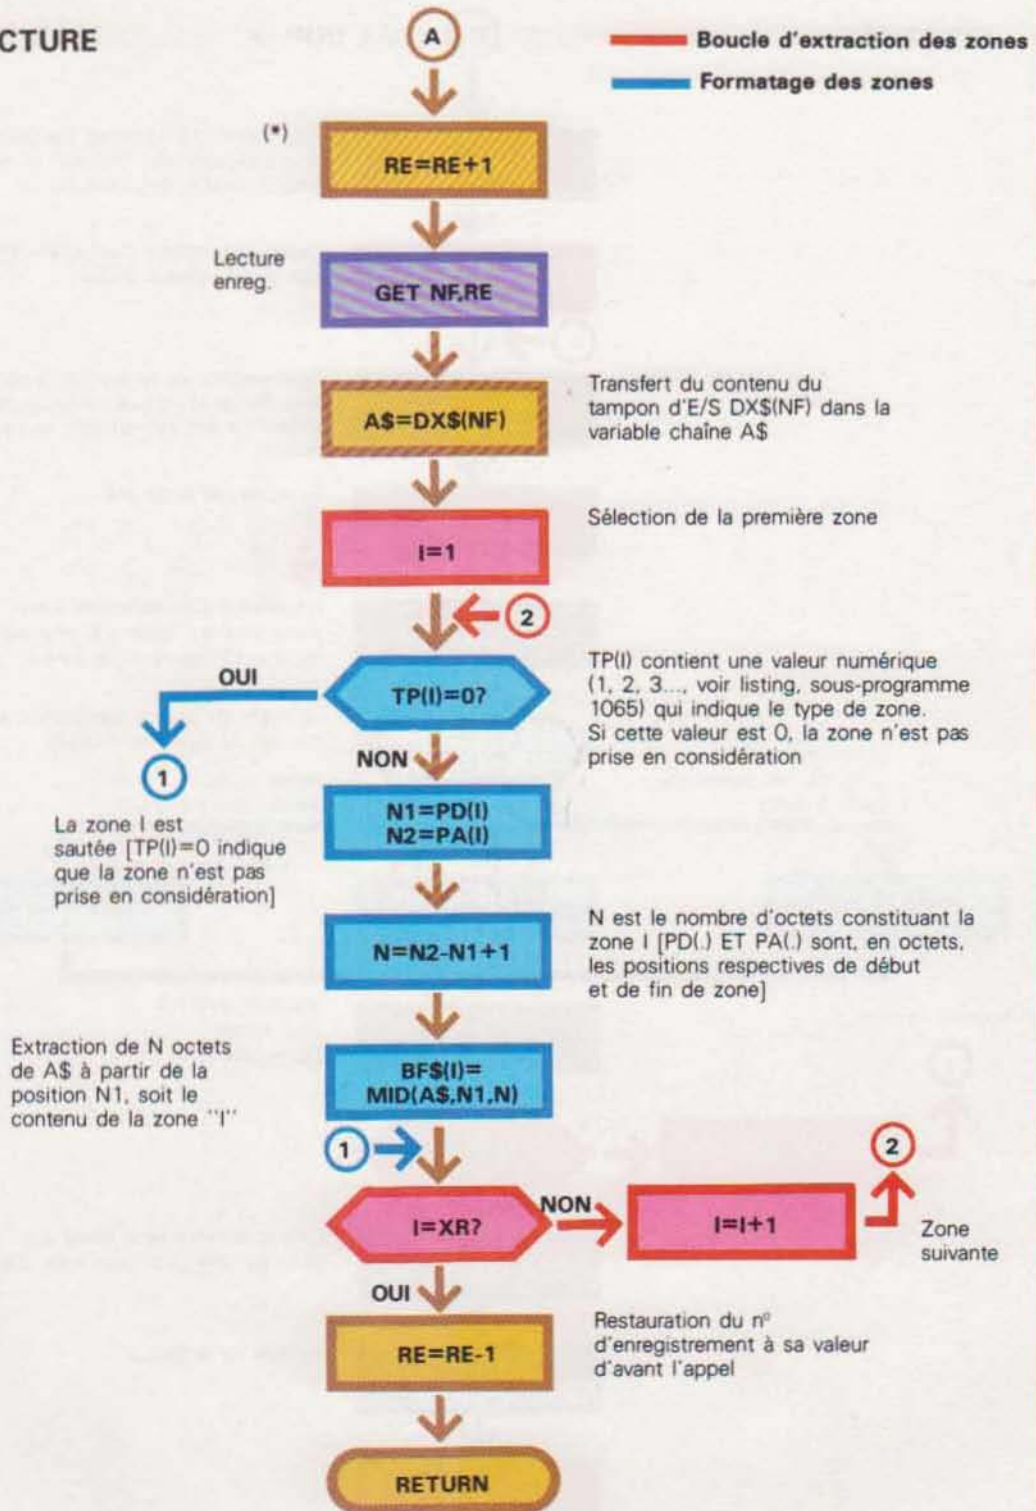 CTURE
A
Boucle d'extraction des zones
Formatage des zones
(*)
RE=RE+1
Lecture
enreg.
GET NF,RE
A$=DX$(NF)
Transfert du contenu du
tampon d'E/S DX$(NF) dans la
variable chaîne A$
I=1
Sélection de la première zone
2
OUI
TP(I)=0?
TP(I) contient une valeur numérique
(1, 2, 3..., voir listing, sous-programme
1065) qui indique le type de zone.
Si cette valeur est 0, la zone n'est pas
prise en considération
NON
1
La zone I est
sautée [TP(I)=0 indique
que la zone n'est pas
prise en considération]
N1=PD(I)
N2=PA(I)
N=N2-N1+1
N est le nombre d'octets constituant la
zone I [PD(.) ET PA(.) sont, en octets,
les positions respectives de début
et de fin de zone]
Extraction de N octets
de A$ à partir de la
position N1, soit le
contenu de la zone "I"
BF$(I)=
MID(A$,N1,N)
1
2
I=XR?
NON
I=I+1
Zone
suivante
OUI
RE=RE-1
Restauration du nº
d'enregistrement à sa valeur
d'avant l'appel
RETURN